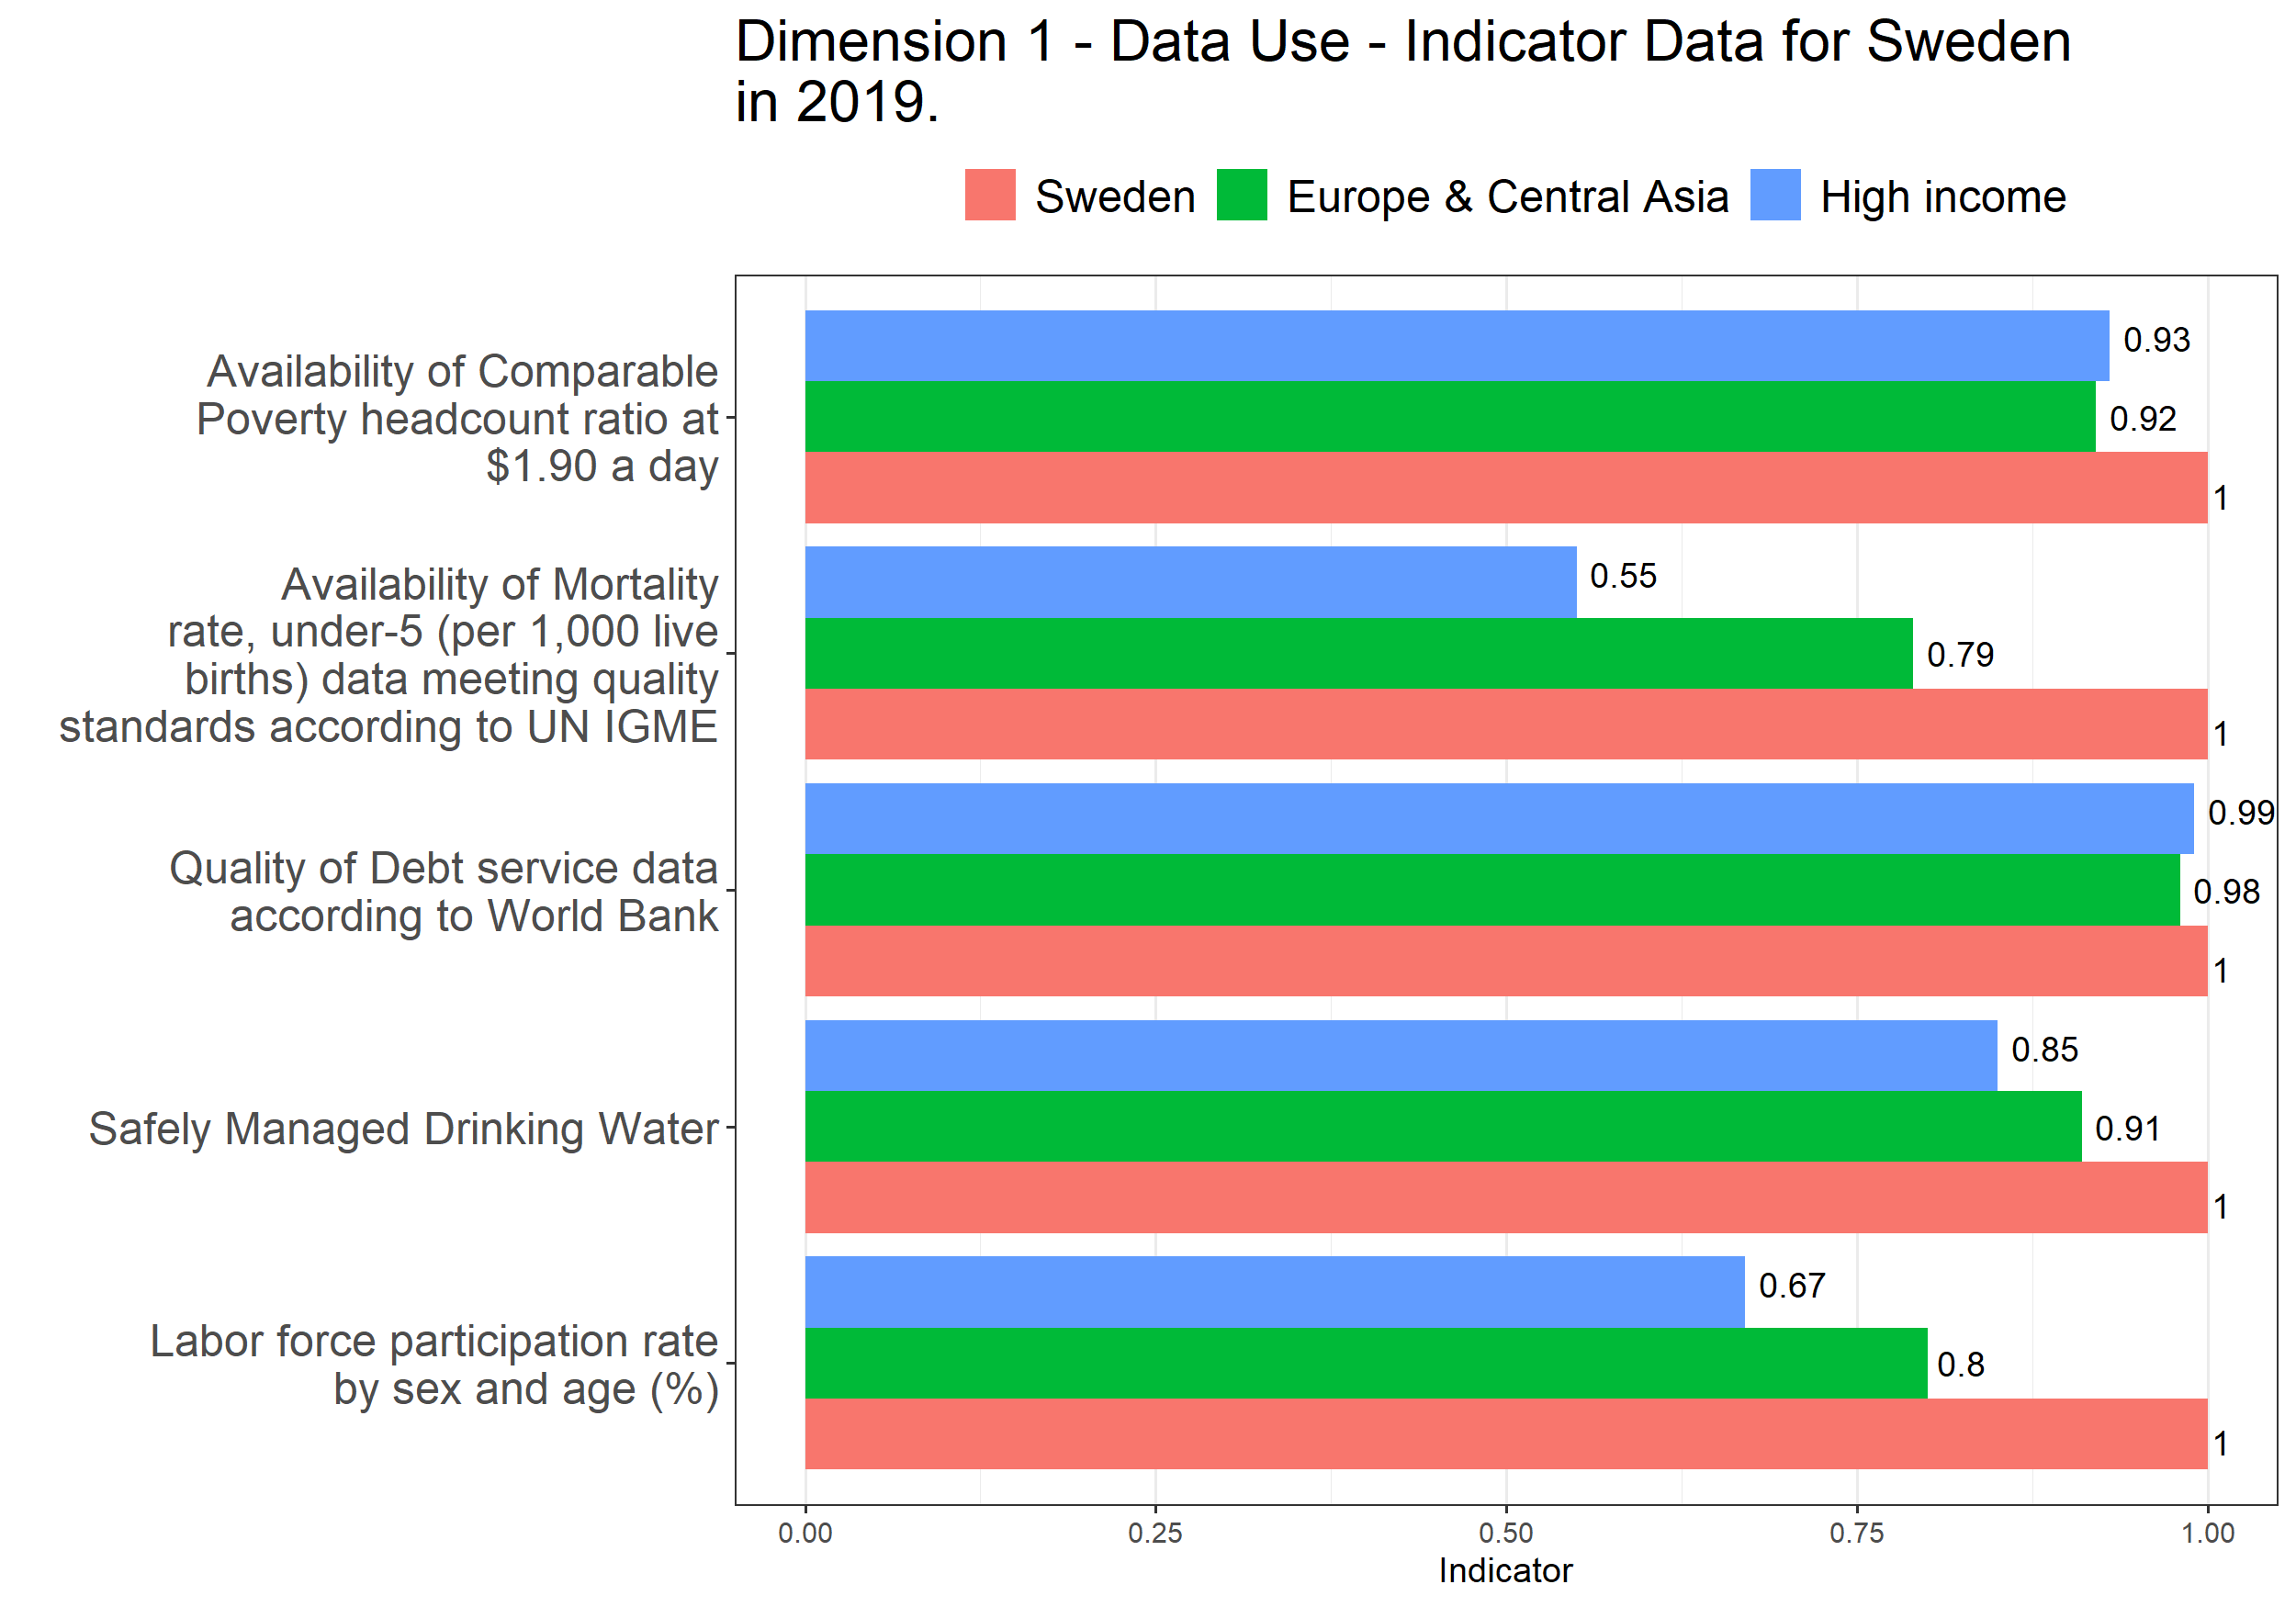 Dimension 1 - Data Use - Indicator Data for Sweden
in 2019.
Sweden Europe & Central Asia High income
Availability of Comparable
Poverty headcount ratio at
$1.90 a day
0.93
0.92
1
Availability of Mortality
rate, under-5 (per 1,000 live
births) data meeting quality
standards according to UN IGME
0.55
0.79
1
Quality of Debt service data
according to World Bank
0.99
0.98
1
Safely Managed Drinking Water
0.85
0.91
1
Labor force participation rate
by sex and age (%)
0.67
0.8
1
0.00 0.25 0.50 0.75 1.00
Indicator